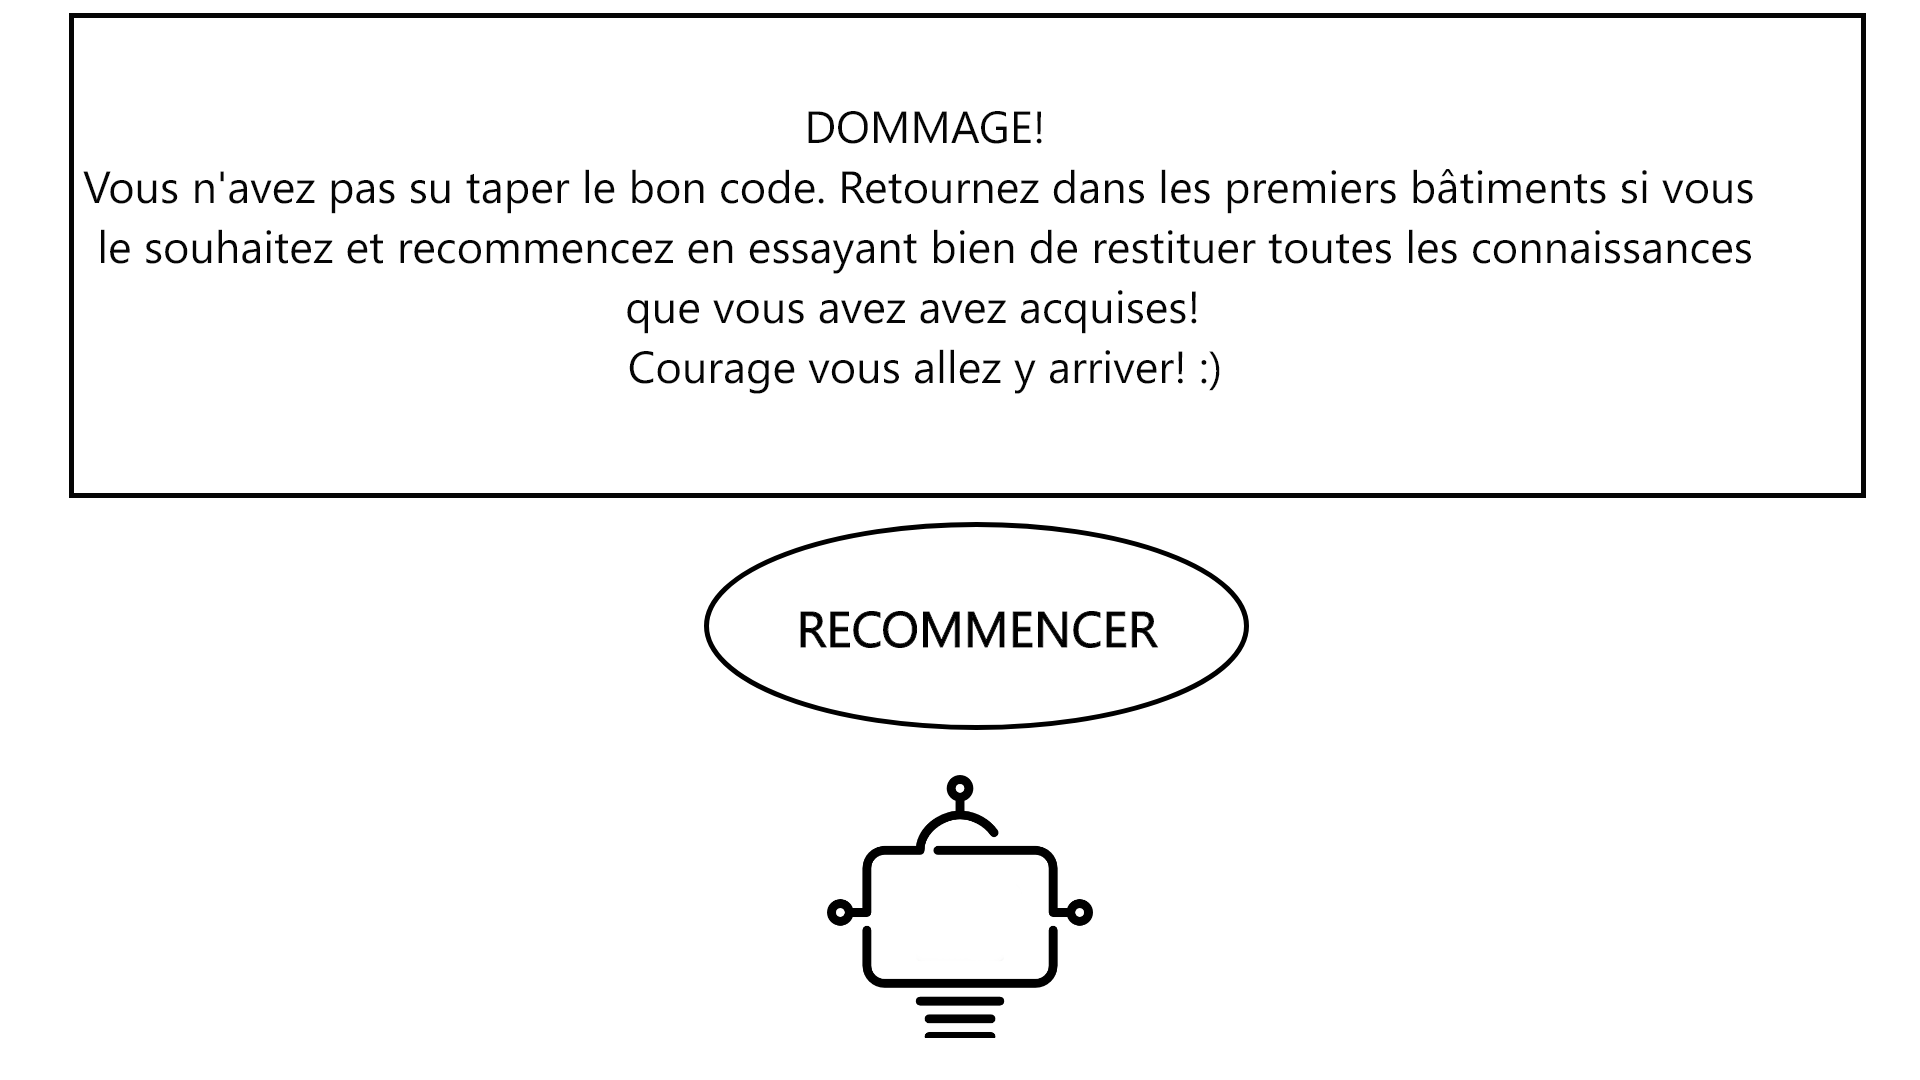 DOMMAGE!
Vous n'avez pas su taper le bon code. Retournez dans les premiers bâtiments si vous
le souhaitez et recommencez en essayant bien de restituer toutes les connaissances
que vous avez avez acquises!
Courage vous allez y arriver! :)
RECOMMENCER